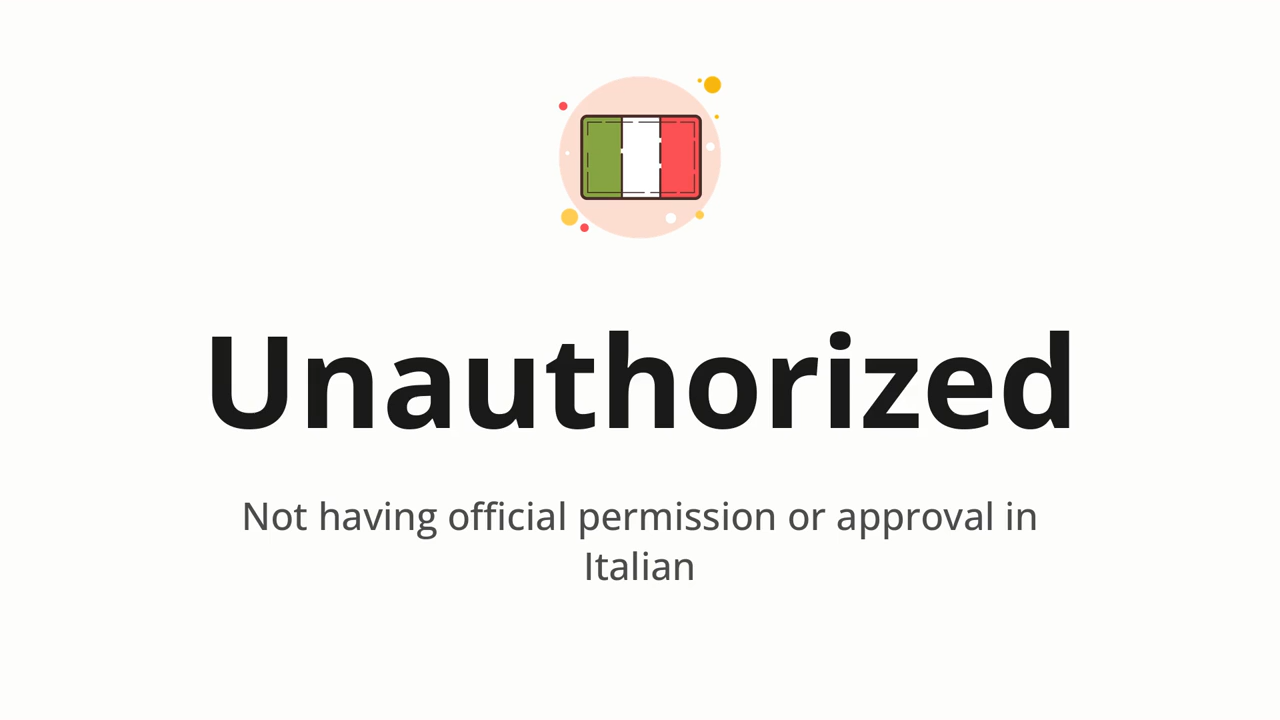 Unauthorized
Not having official permission or approval in
Italian